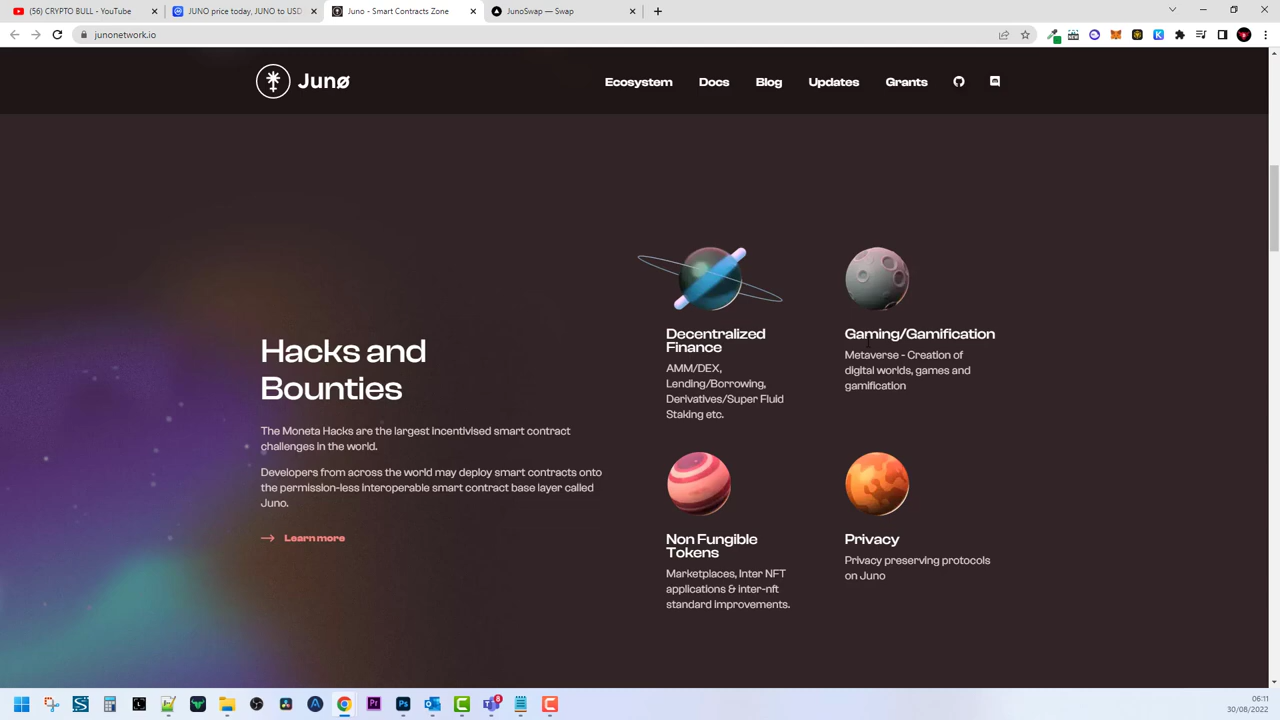 (56) CRYPTO BULL - YouTube
JUNO price today, JUNO to USD
Juno - Smart Contracts Zone
JunoSwap — Swap
junonetwork.io
Junø
Ecosystem
Docs
Blog
Updates
Grants
Hacks and
Bounties
The Moneta Hacks are the largest incentivised smart contract
challenges in the world.
Developers from across the world may deploy smart contracts onto
the permission-less interoperable smart contract base layer called
Juno.
Learn more
Decentralized
Finance
AMM/DEX,
Lending/Borrowing,
Derivatives/Super Fluid
Staking etc.
Gaming/Gamification
Metaverse - Creation of
digital worlds, games and
gamification
Non Fungible
Tokens
Marketplaces, Inter NFT
applications & inter-nft
standard improvements.
Privacy
Privacy preserving protocols
on Juno
06:11
30/08/2022